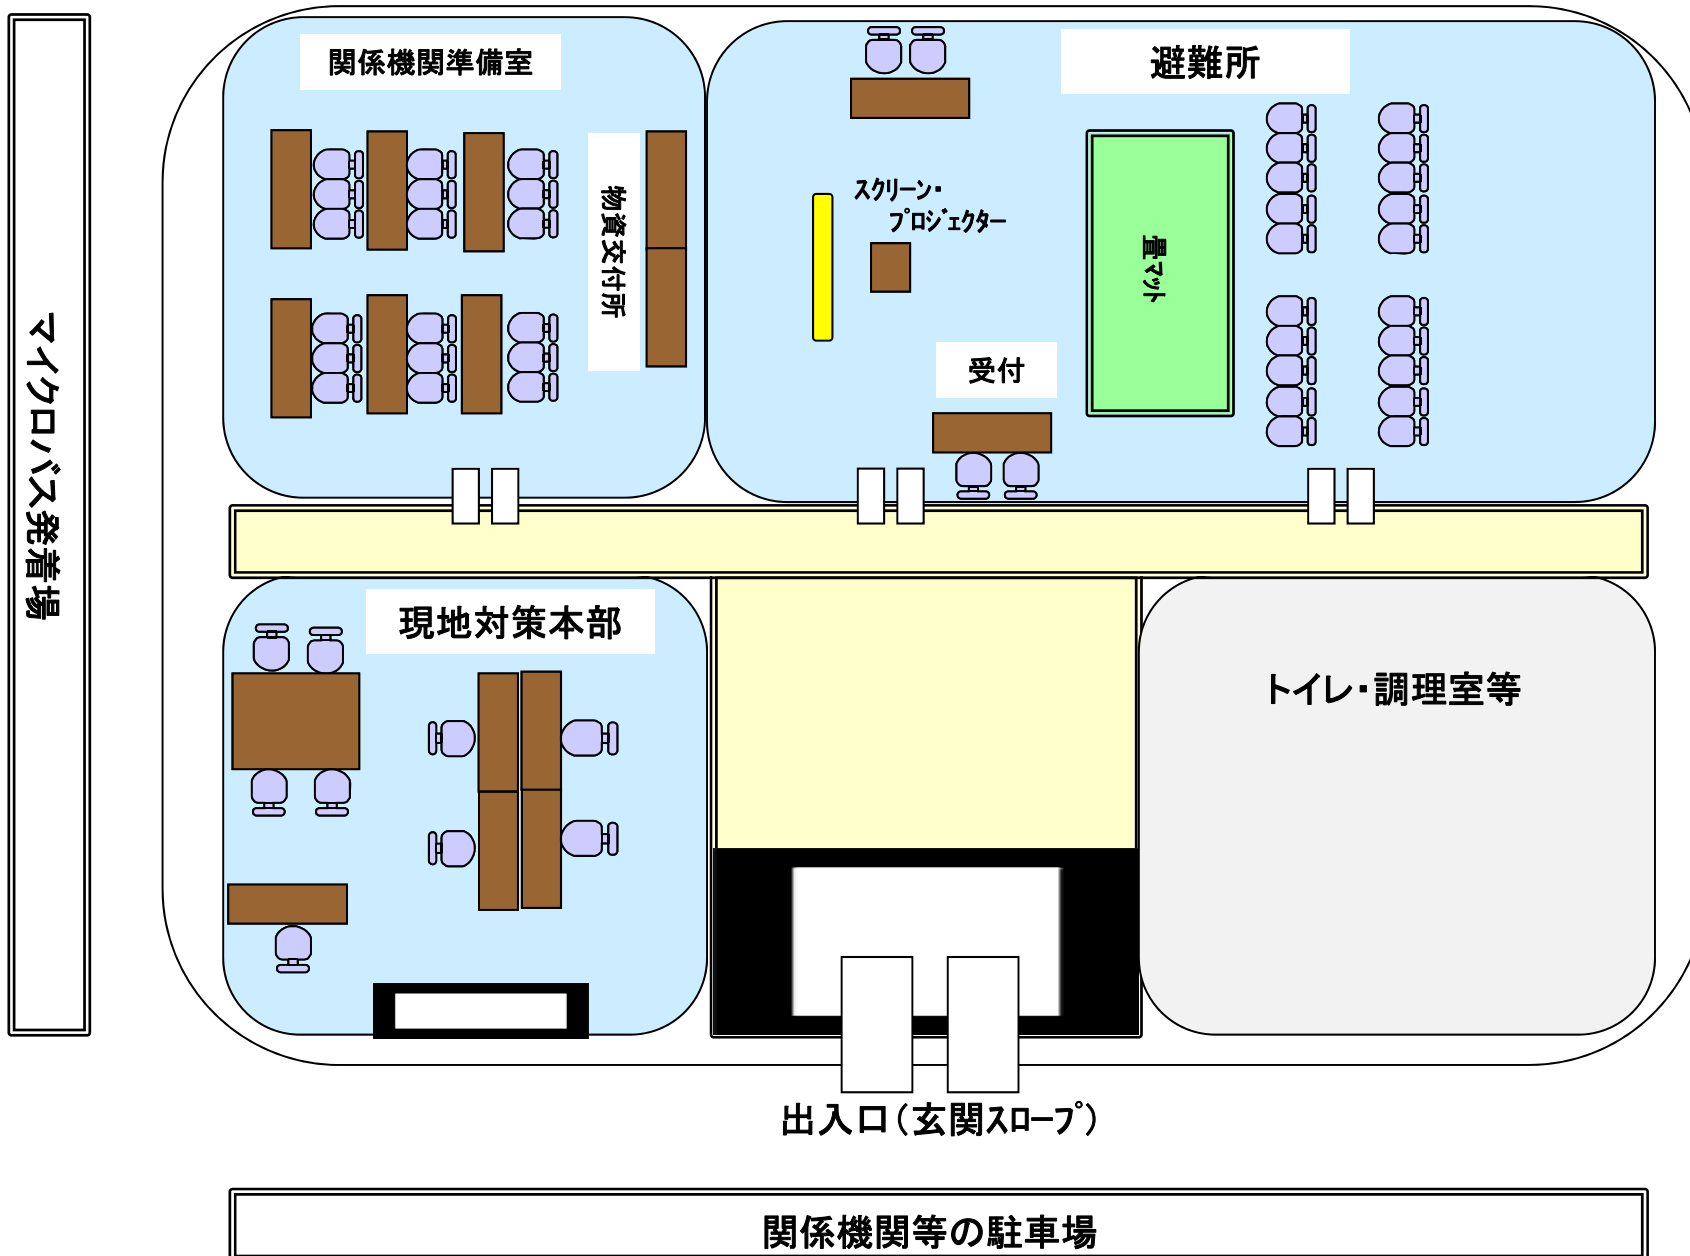 関係機関準備室
避難所
物資交付所
スクリーン・
プロジェクター
畳マット
受付
マイクロバス発着場
現地対策本部
トイレ・調理室等
出入口（玄関スロープ）
関係機関等の駐車場